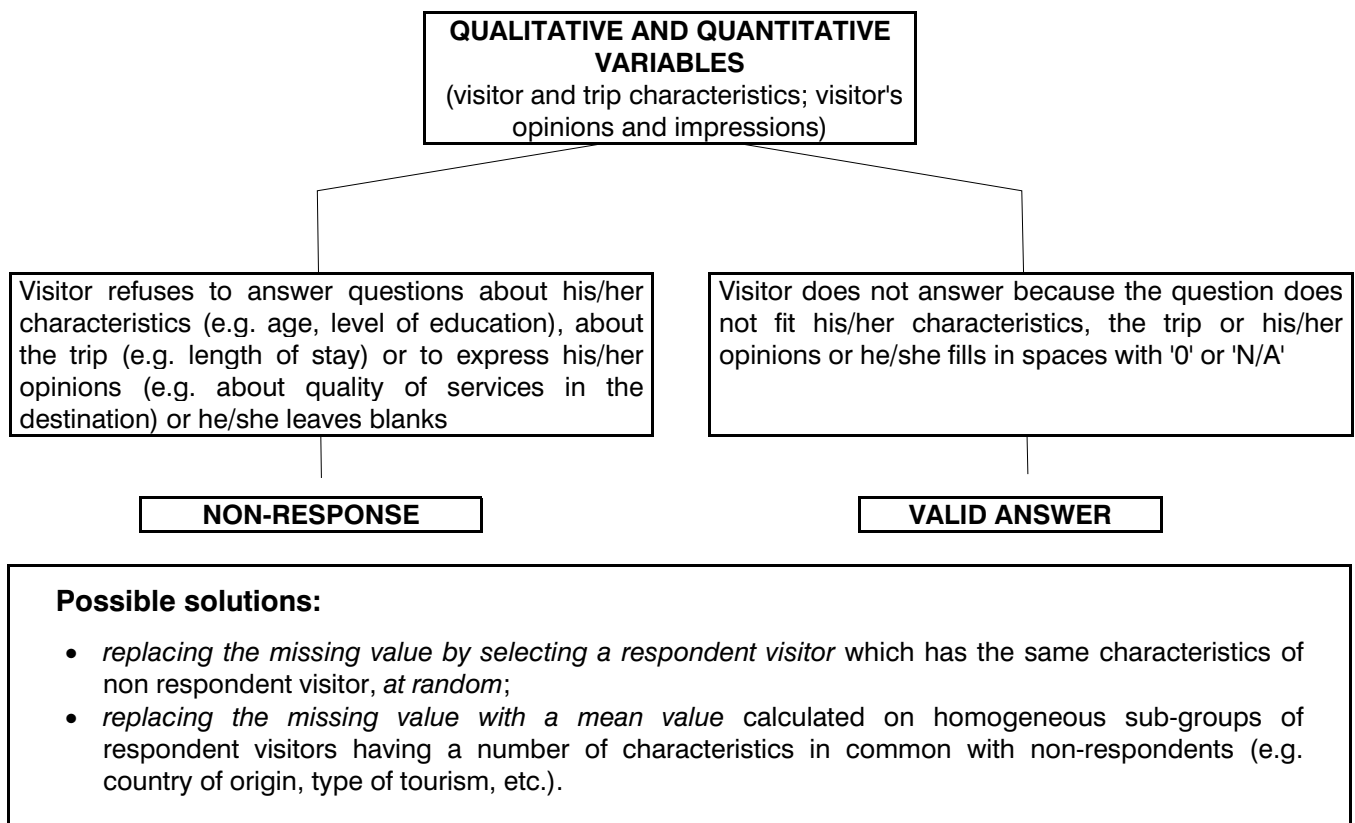 QUALITATIVE AND QUANTITATIVE
VARIABLES
(visitor and trip characteristics; visitor's
opinions and impressions)
Visitor refuses to answer questions about his/her
characteristics (e.g. age, level of education), about
the trip (e.g. length of stay) or to express his/her
opinions (e.g. about quality of services in the
destination) or he/she leaves blanks
Visitor does not answer because the question does
not fit his/her characteristics, the trip or his/her
opinions or he/she fills in spaces with '0' or 'N/A'
NON-RESPONSE
VALID ANSWER
Possible solutions:
• replacing the missing value by selecting a respondent visitor which has the same characteristics of
non respondent visitor, at random;
• replacing the missing value with a mean value calculated on homogeneous sub-groups of
respondent visitors having a number of characteristics in common with non-respondents (e.g.
country of origin, type of tourism, etc.).